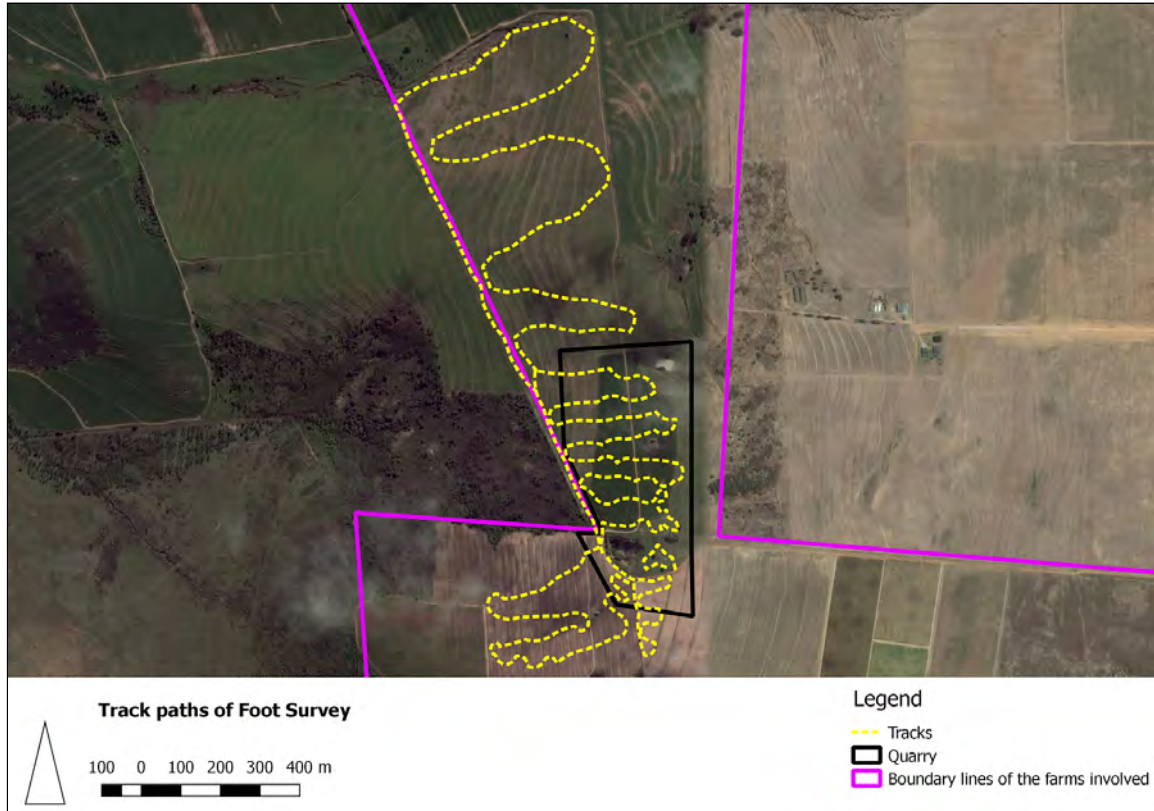 Track paths of Foot Survey
100 0 100 200 300 400 m
Legend
Tracks
Quarry
Boundary lines of the farms involved